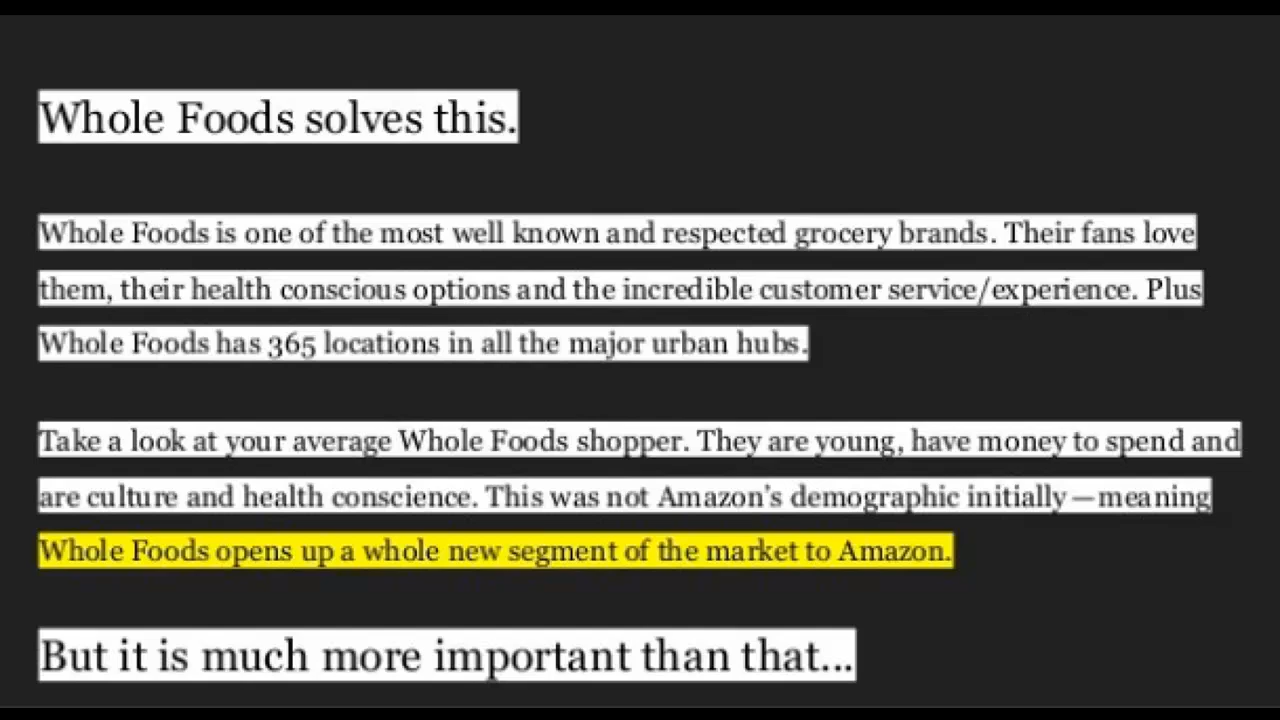 Whole Foods solves this.
Whole Foods is one of the most well known and respected grocery brands. Their fans love
them, their health conscious options and the incredible customer service/experience. Plus
Whole Foods has 365 locations in all the major urban hubs.
Take a look at your average Whole Foods shopper. They are young, have money to spend and
are culture and health conscience. This was not Amazon's demographic initially—meaning
Whole Foods opens up a whole new segment of the market to Amazon.
But it is much more important than that...